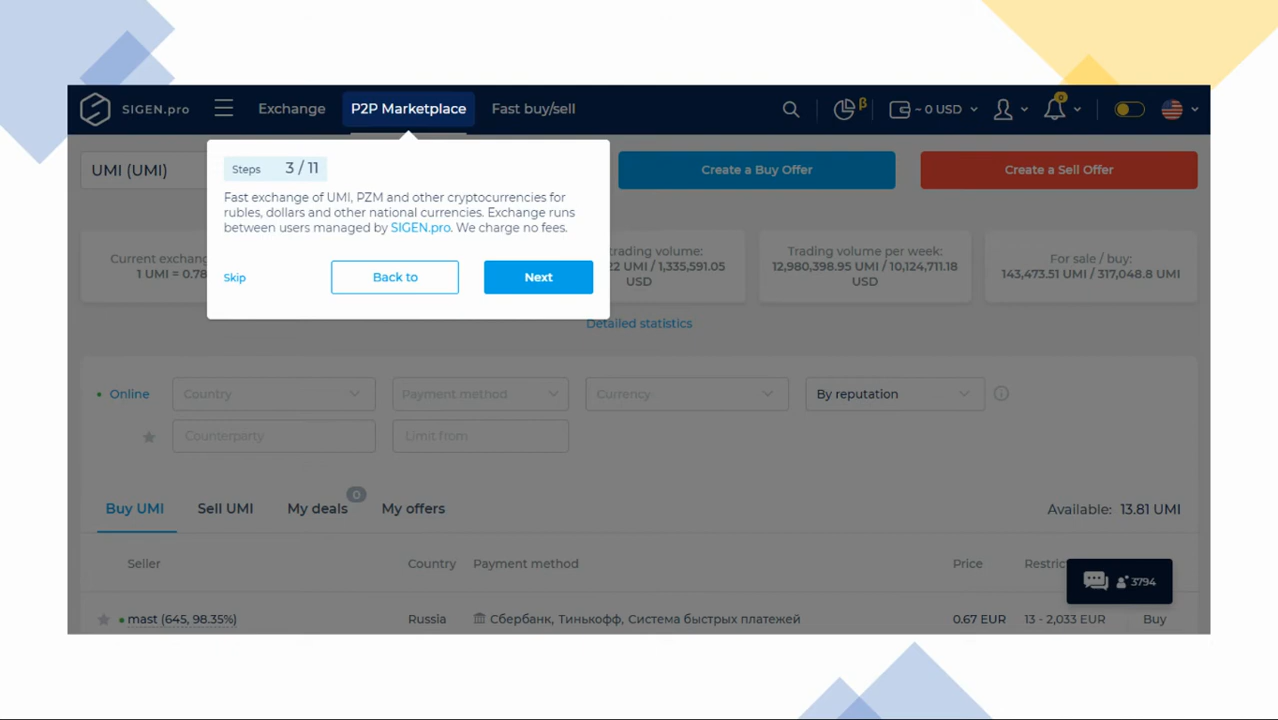 SIGEN.pro
Exchange
P2P Marketplace
Fast buy/sell
β
~ 0 USD
0
UMI (UMI)
Steps 3 / 11
Fast exchange of UMI, PZM and other cryptocurrencies for
rubles, dollars and other national currencies. Exchange runs
between users managed by SIGEN.pro. We charge no fees.
Skip
Back to
Next
Create a Buy Offer
Create a Sell Offer
Current exchang
1 UMI = 0.78
trading volume:
22 UMI / 1,335,591.05
USD
Trading volume per week:
12,980,398.95 UMI / 10,124,711.18
USD
For sale / buy:
143,473.51 UMI / 317,048.8 UMI
Detailed statistics
Online
Country
Payment method
Currency
By reputation
Counterparty
Limit from
Buy UMI
Sell UMI
My deals
0
My offers
Available: 13.81 UMI
Seller
Country
Payment method
Price
Restric
3794
mast (645, 98.35%)
Russia
Сбербанк, Тинькофф, Система быстрых платежей
0.67 EUR
13 - 2,033 EUR
Buy